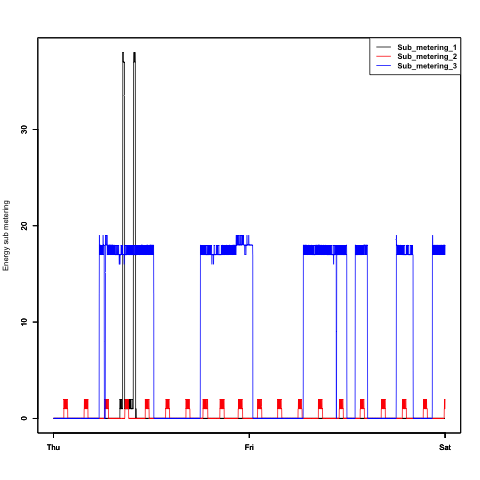 Sub_metering_1
Sub_metering_2
Sub_metering_3
Energy sub metering
30
20
10
0
Thu Fri Sat